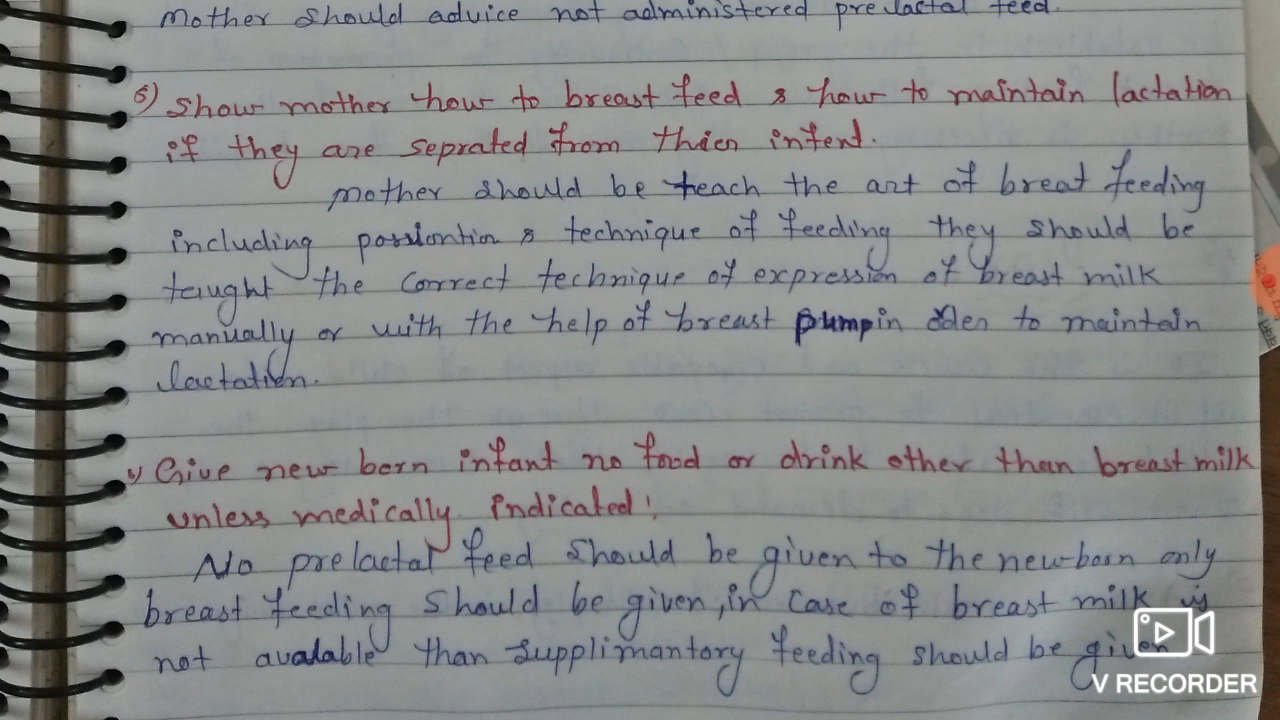 Mother should advice not administered prelactal feed.
5) Show mother how to breast feed & how to maintain lactation
if they are seprated from thier intent.
mother should be teach the art of breat feeding
including possiontion & technique of feeding they should be
taught the correct technique of expression of breast milk
manually or with the help of breast pump in oder to maintain
lactation.
Give new born infant no food or drink other than breast milk
unless medically indicated!
No prelactal feed should be given to the new-born only
breast feeding should be given, in case of breast milk is
not avadable than supplimantory feeding should be given
V RECORDER